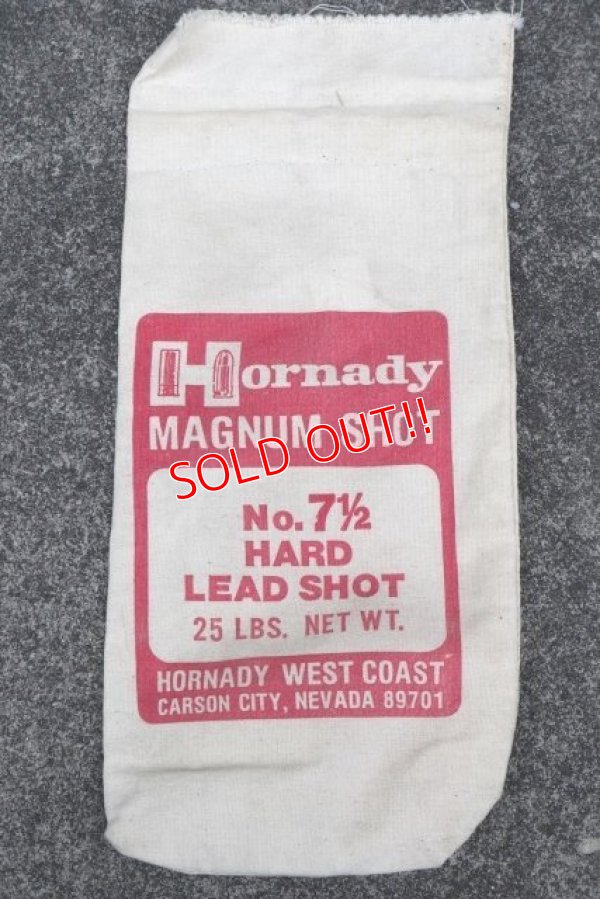 Hornady
MAGNUM SHOT
SOLD OUT!!
No. 7½
HARD
LEAD SHOT
25 LBS. NET WT.
HORNADY WEST COAST
CARSON CITY, NEVADA 89701